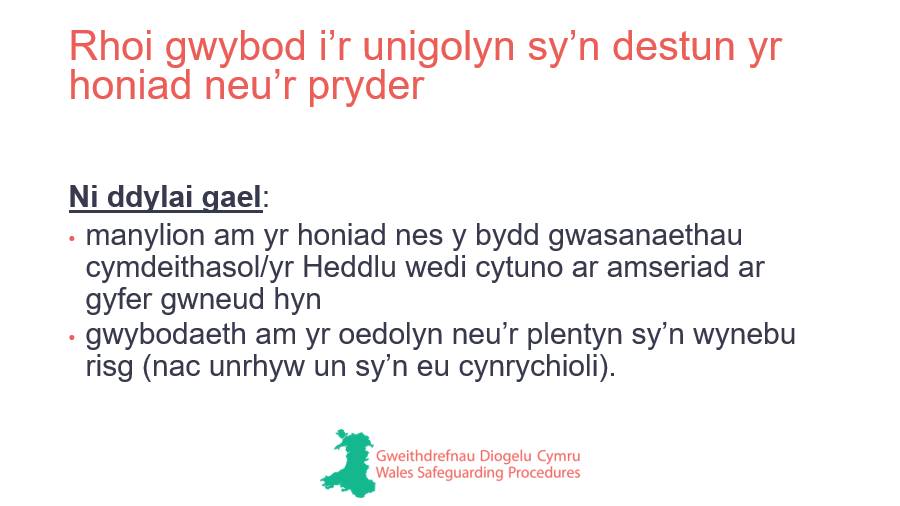 Rhoi gwybod i’r unigolyn sy’n destun yr
honiad neu’r pryder
Ni ddylai gael:
• manylion am yr honiad nes y bydd gwasanaethau
cymdeithasol/yr Heddlu wedi cytuno ar amseriad ar
gyfer gwneud hyn
• gwybodaeth am yr oedolyn neu’r plentyn sy’n wynebu
risg (nac unrhyw un sy’n eu cynrychioli).
Gweithdrefnau Diogelu Cymru
Wales Safeguarding Procedures